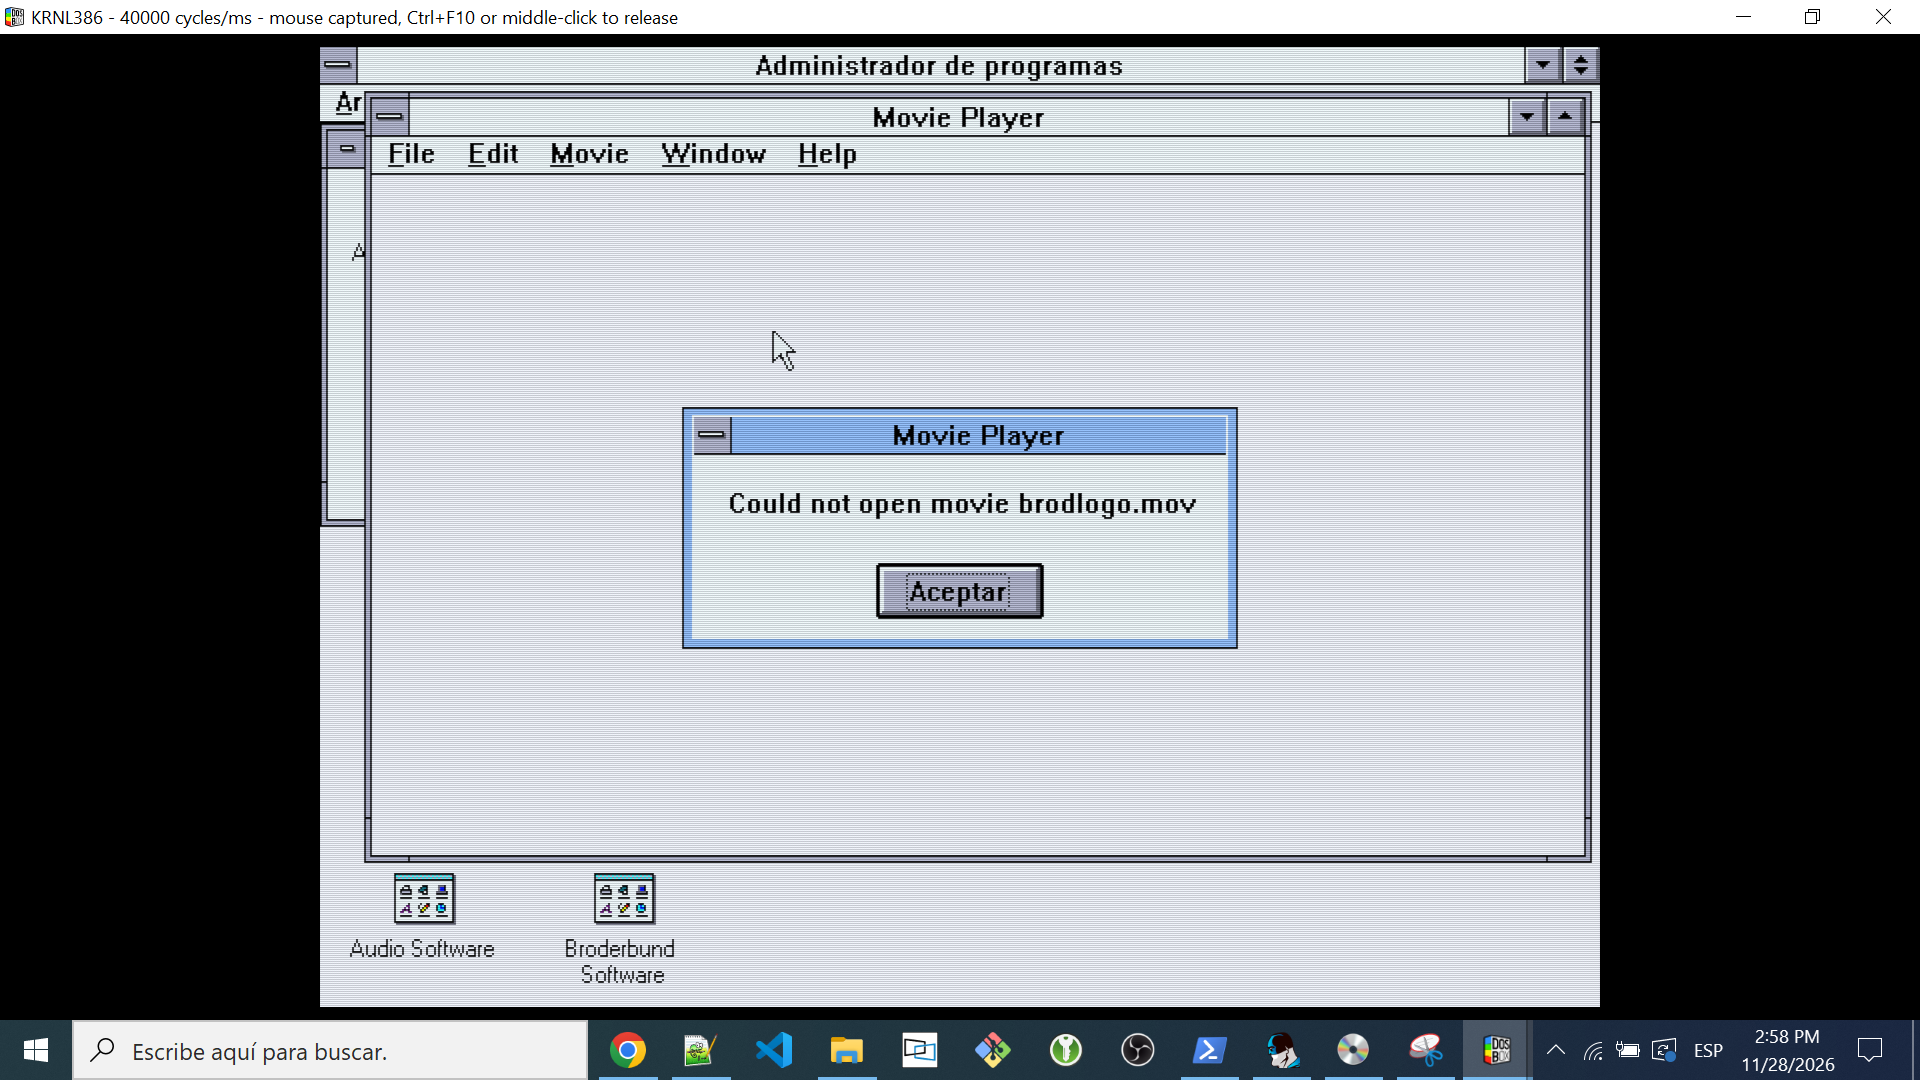 KRNL386 - 40000 cycles/ms - mouse captured, Ctrl+F10 or middle-click to release
Administrador de programas
Ar
Movie Player
File Edit Movie Window Help
A
Movie Player
Could not open movie brodlogo.mov
Aceptar
Audio Software
Broderbund
Software
Escribe aquí para buscar.
DOS
BOX
ESP
2:58 PM
11/28/2026